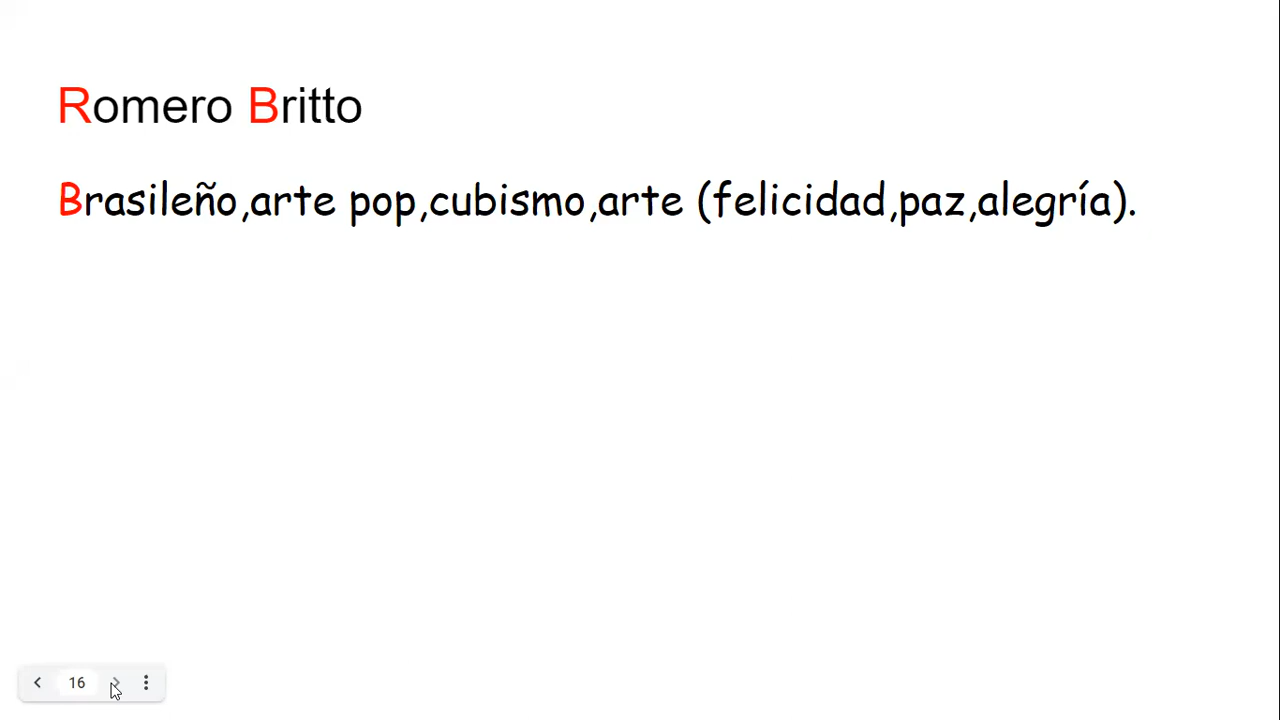 Romero Britto
Brasileño,arte pop,cubismo,arte (felicidad,paz,alegría).
16